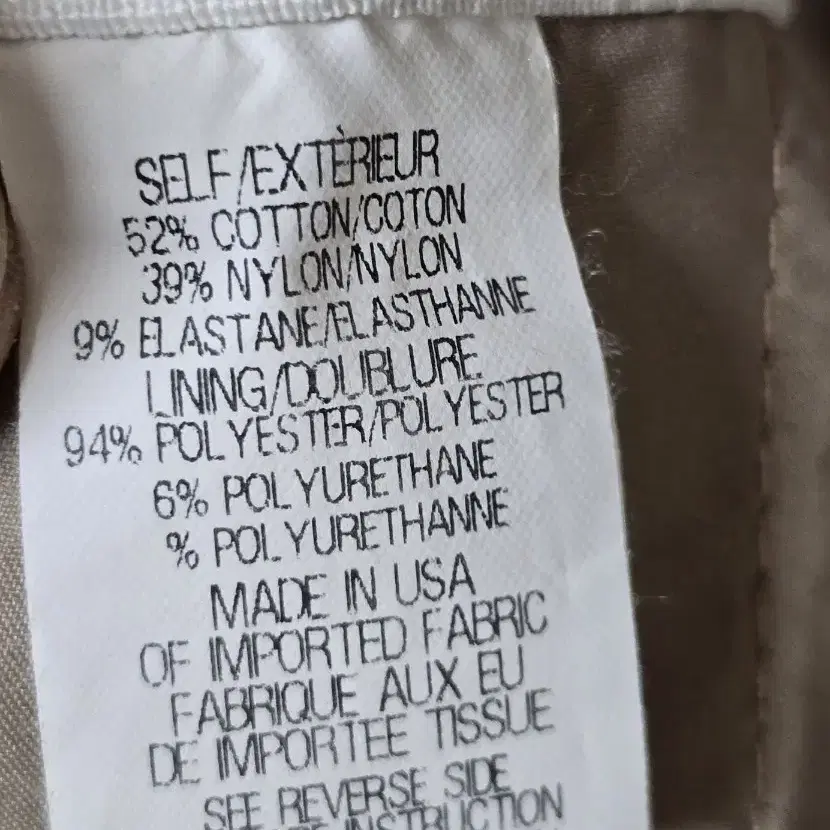 SELF/EXTÈRIEUR
52% COTTON/COTON
39% NYLON/NYLON
9% ELASTANE/ELASTHANNE
LINING/DOUBLURE
94% POLYESTER/POLYESTER
6% POLYURETHANE
% POLYURETHANNE
MADE IN USA
OF IMPORTED FABRIC
FABRIQUE AUX EU
DE IMPORTEE TISSUE
SEE REVERSE SIDE
INSTRUCTION